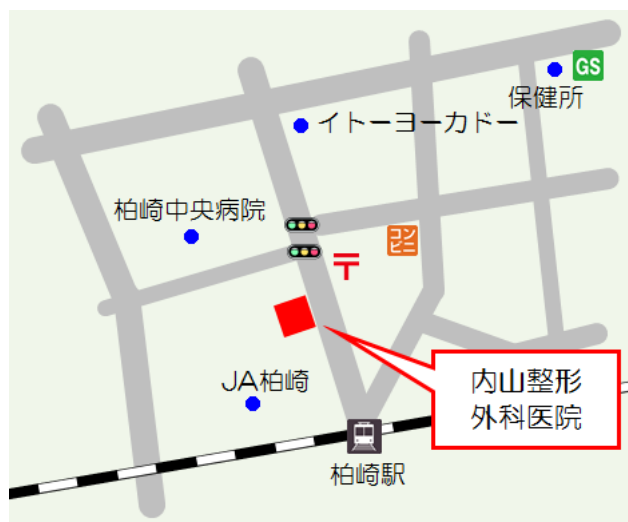 GS
保健所
イトーヨーカドー
柏崎中央病院
コン
ビニ
〒
JA柏崎
内山整形
外科医院
柏崎駅